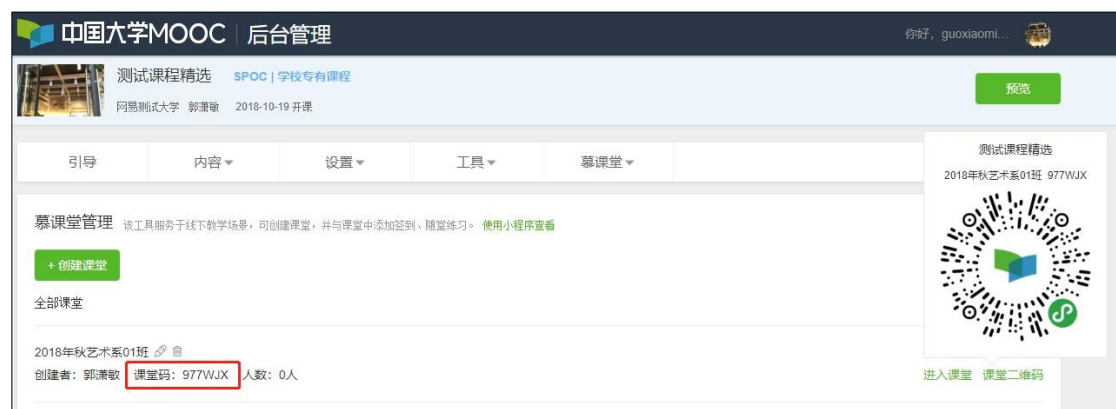 中国大学MOOC | 后台管理
你好，guoxiaomi...
测试课程精选 SPOC | 学校专有课程
网易测试大学 郭潇敏 2018-10-19 开课
预览
引导 内容 设置 工具 慕课堂
测试课程精选
2018年秋艺术系01班 977WJX
慕课堂管理 该工具服务于线下教学场景，可创建课堂，并与课堂中添加签到、随堂练习。 使用小程序查看
+ 创建课堂
全部课堂
2018年秋艺术系01班
创建者：郭潇敏 课堂码：977WJX 人数：0人
进入课堂 课堂二维码